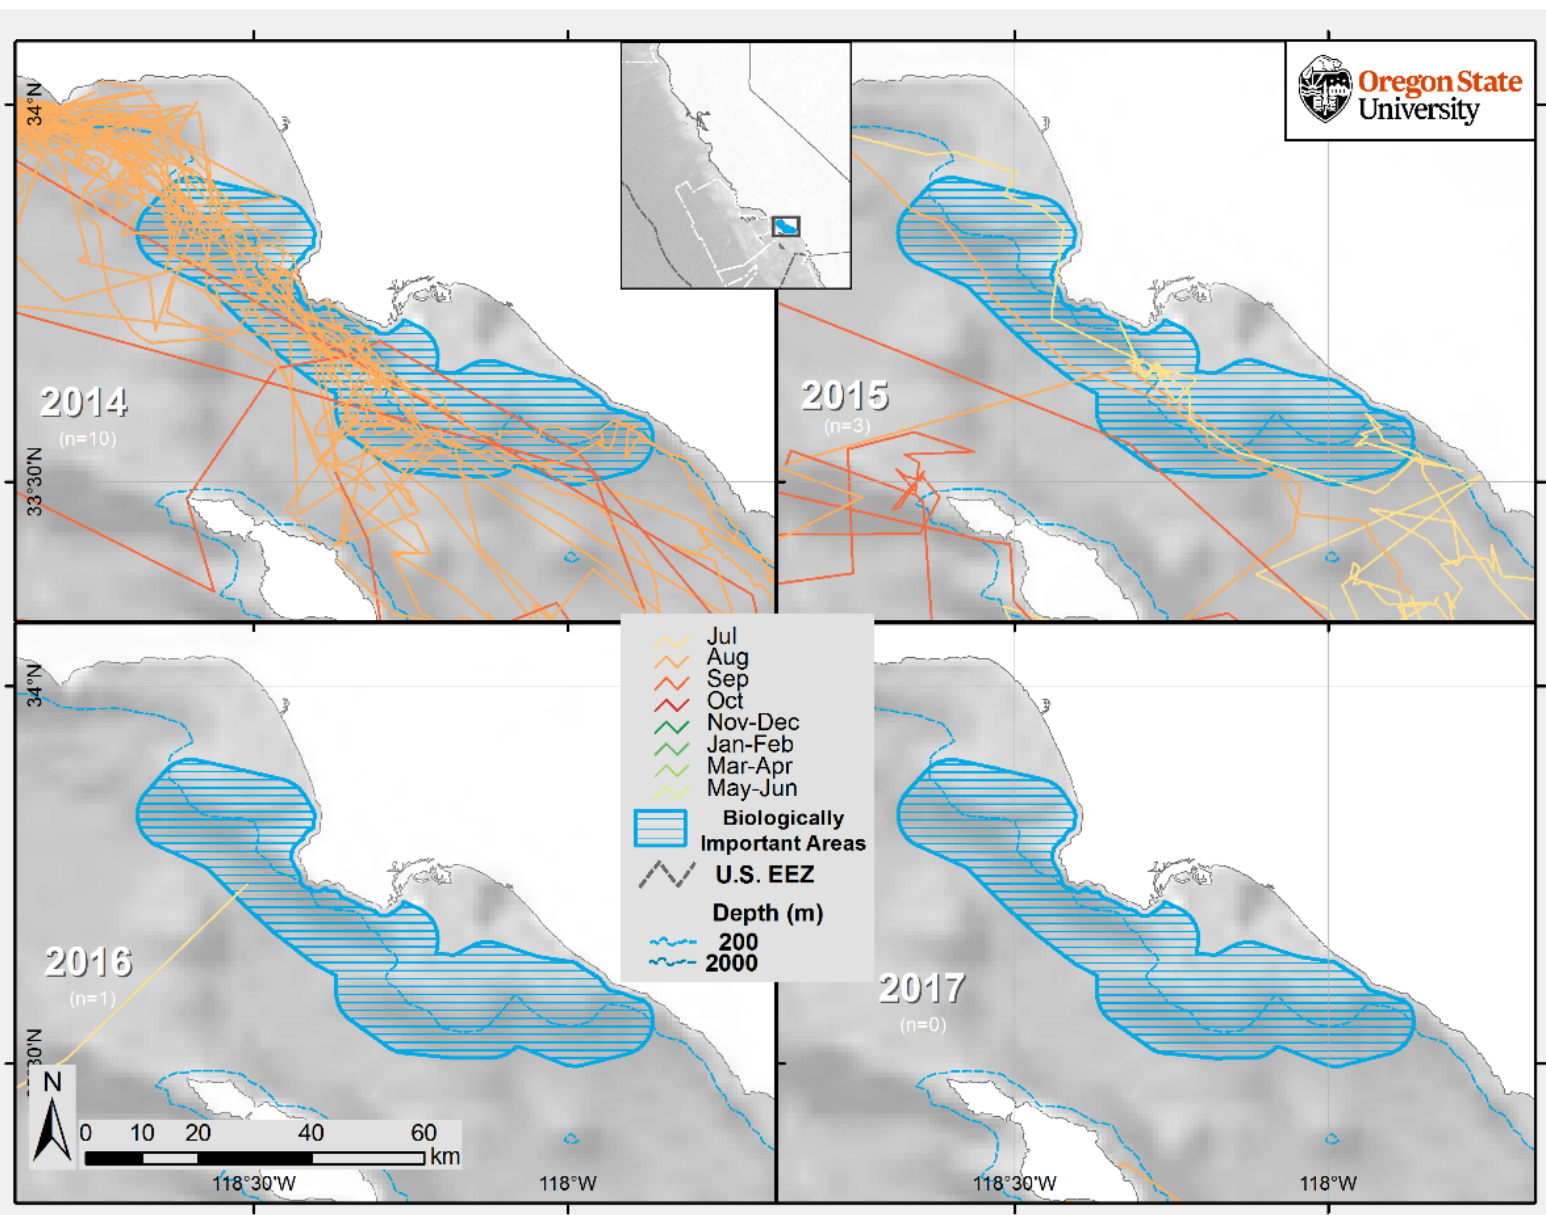 Oregon State
University
34°N
2014
(n=10)
33°30'N
2015
(n=3)
Jul
Aug
Sep
Oct
Nov-Dec
Jan-Feb
Mar-Apr
May-Jun
Biologically
Important Areas
U.S. EEZ
Depth (m)
200
2000
34°N
2016
(n=1)
30'N
2017
(n=0)
N
0 10 20 40 60
km
118°30'W
118°W
118°30'W
118°W